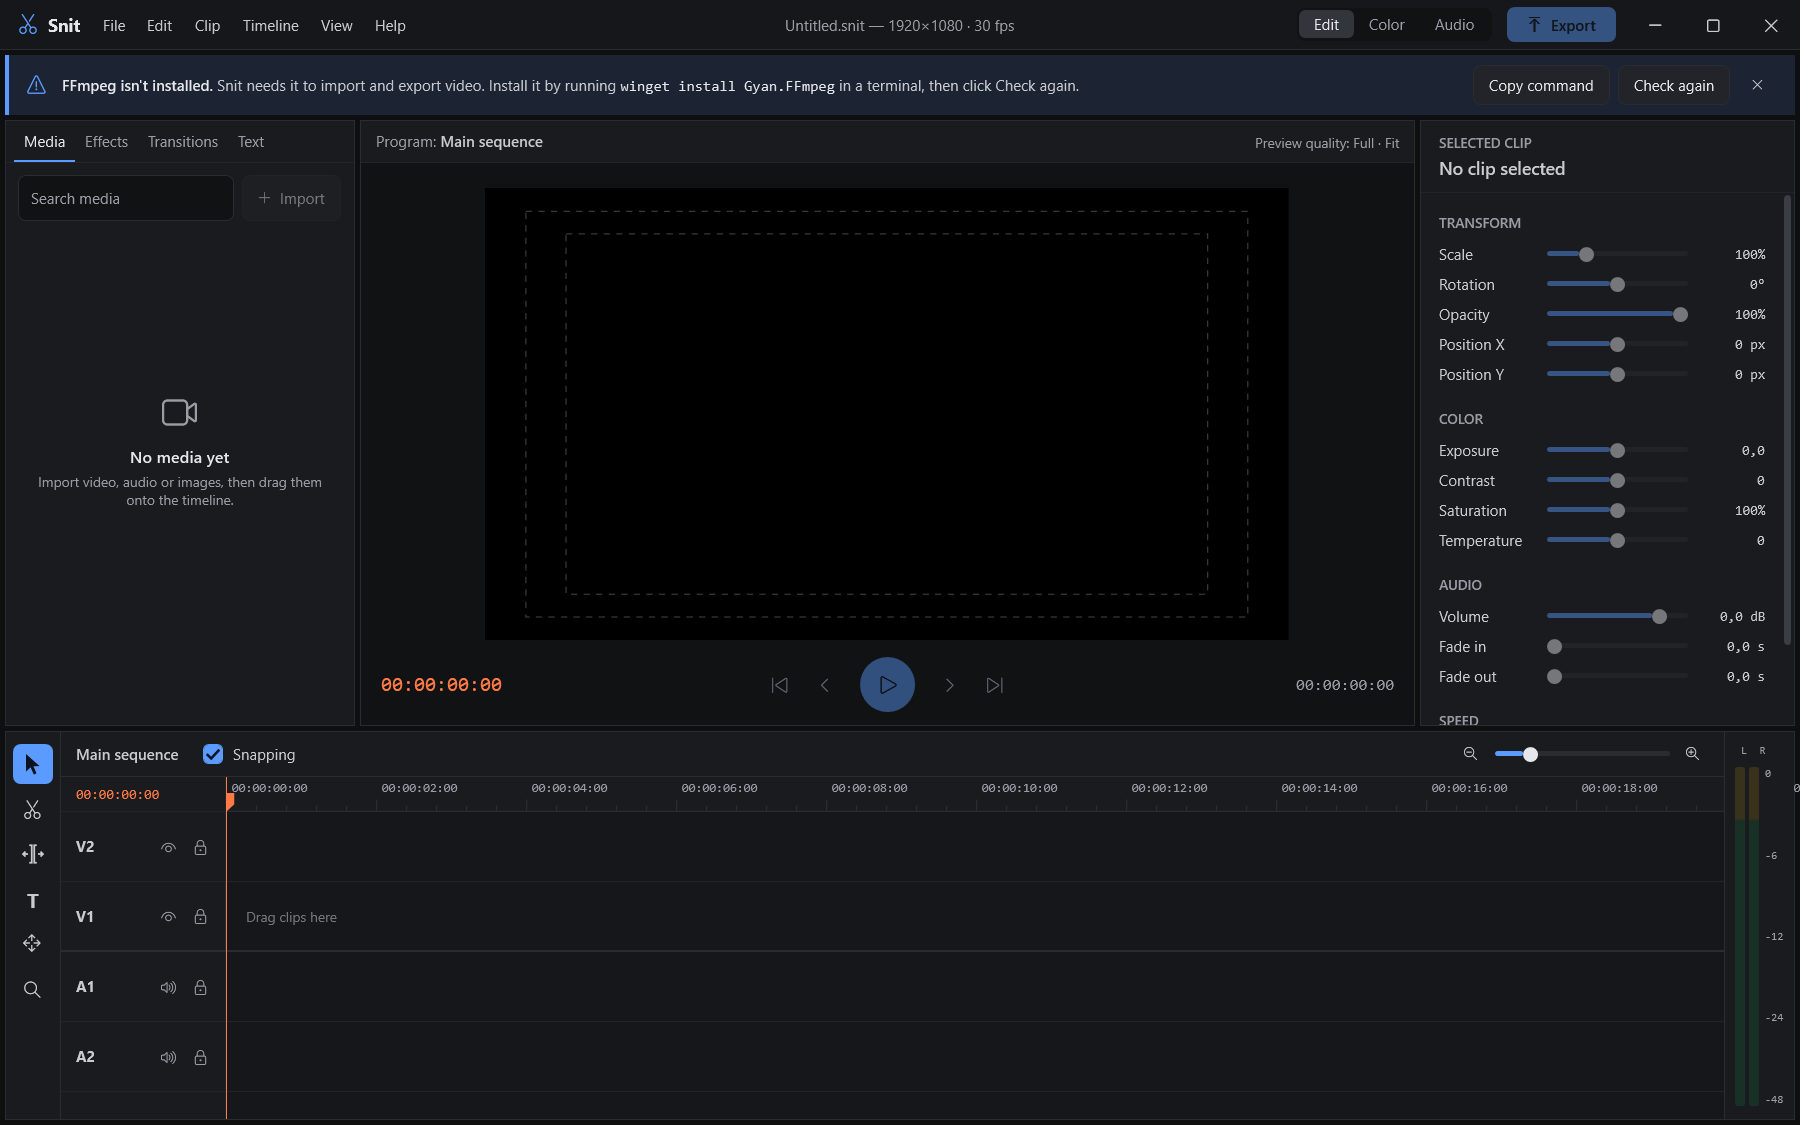 Snit File Edit Clip Timeline View Help
Untitled.snit — 1920×1080 · 30 fps
Edit Color Audio Export
FFmpeg isn't installed. Snit needs it to import and export video. Install it by running winget install Gyan.FFmpeg in a terminal, then click Check again.
Copy command Check again
Media Effects Transitions Text
Search media
Import
No media yet
Import video, audio or images, then drag them
onto the timeline.
Program: Main sequence
Preview quality: Full · Fit
00:00:00:00
00:00:00:00
SELECTED CLIP
No clip selected
TRANSFORM
Scale 100%
Rotation 0°
Opacity 100%
Position X 0 px
Position Y 0 px
COLOR
Exposure 0,0
Contrast 0
Saturation 100%
Temperature 0
AUDIO
Volume 0,0 dB
Fade in 0,0 s
Fade out 0,0 s
SPEED
Main sequence Snapping
00:00:00:00
00:00:00:00 00:00:02:00 00:00:04:00 00:00:06:00 00:00:08:00 00:00:10:00 00:00:12:00 00:00:14:00 00:00:16:00 00:00:18:00
V2
V1
Drag clips here
A1
A2
T
L R
0
-6
-12
-24
-48